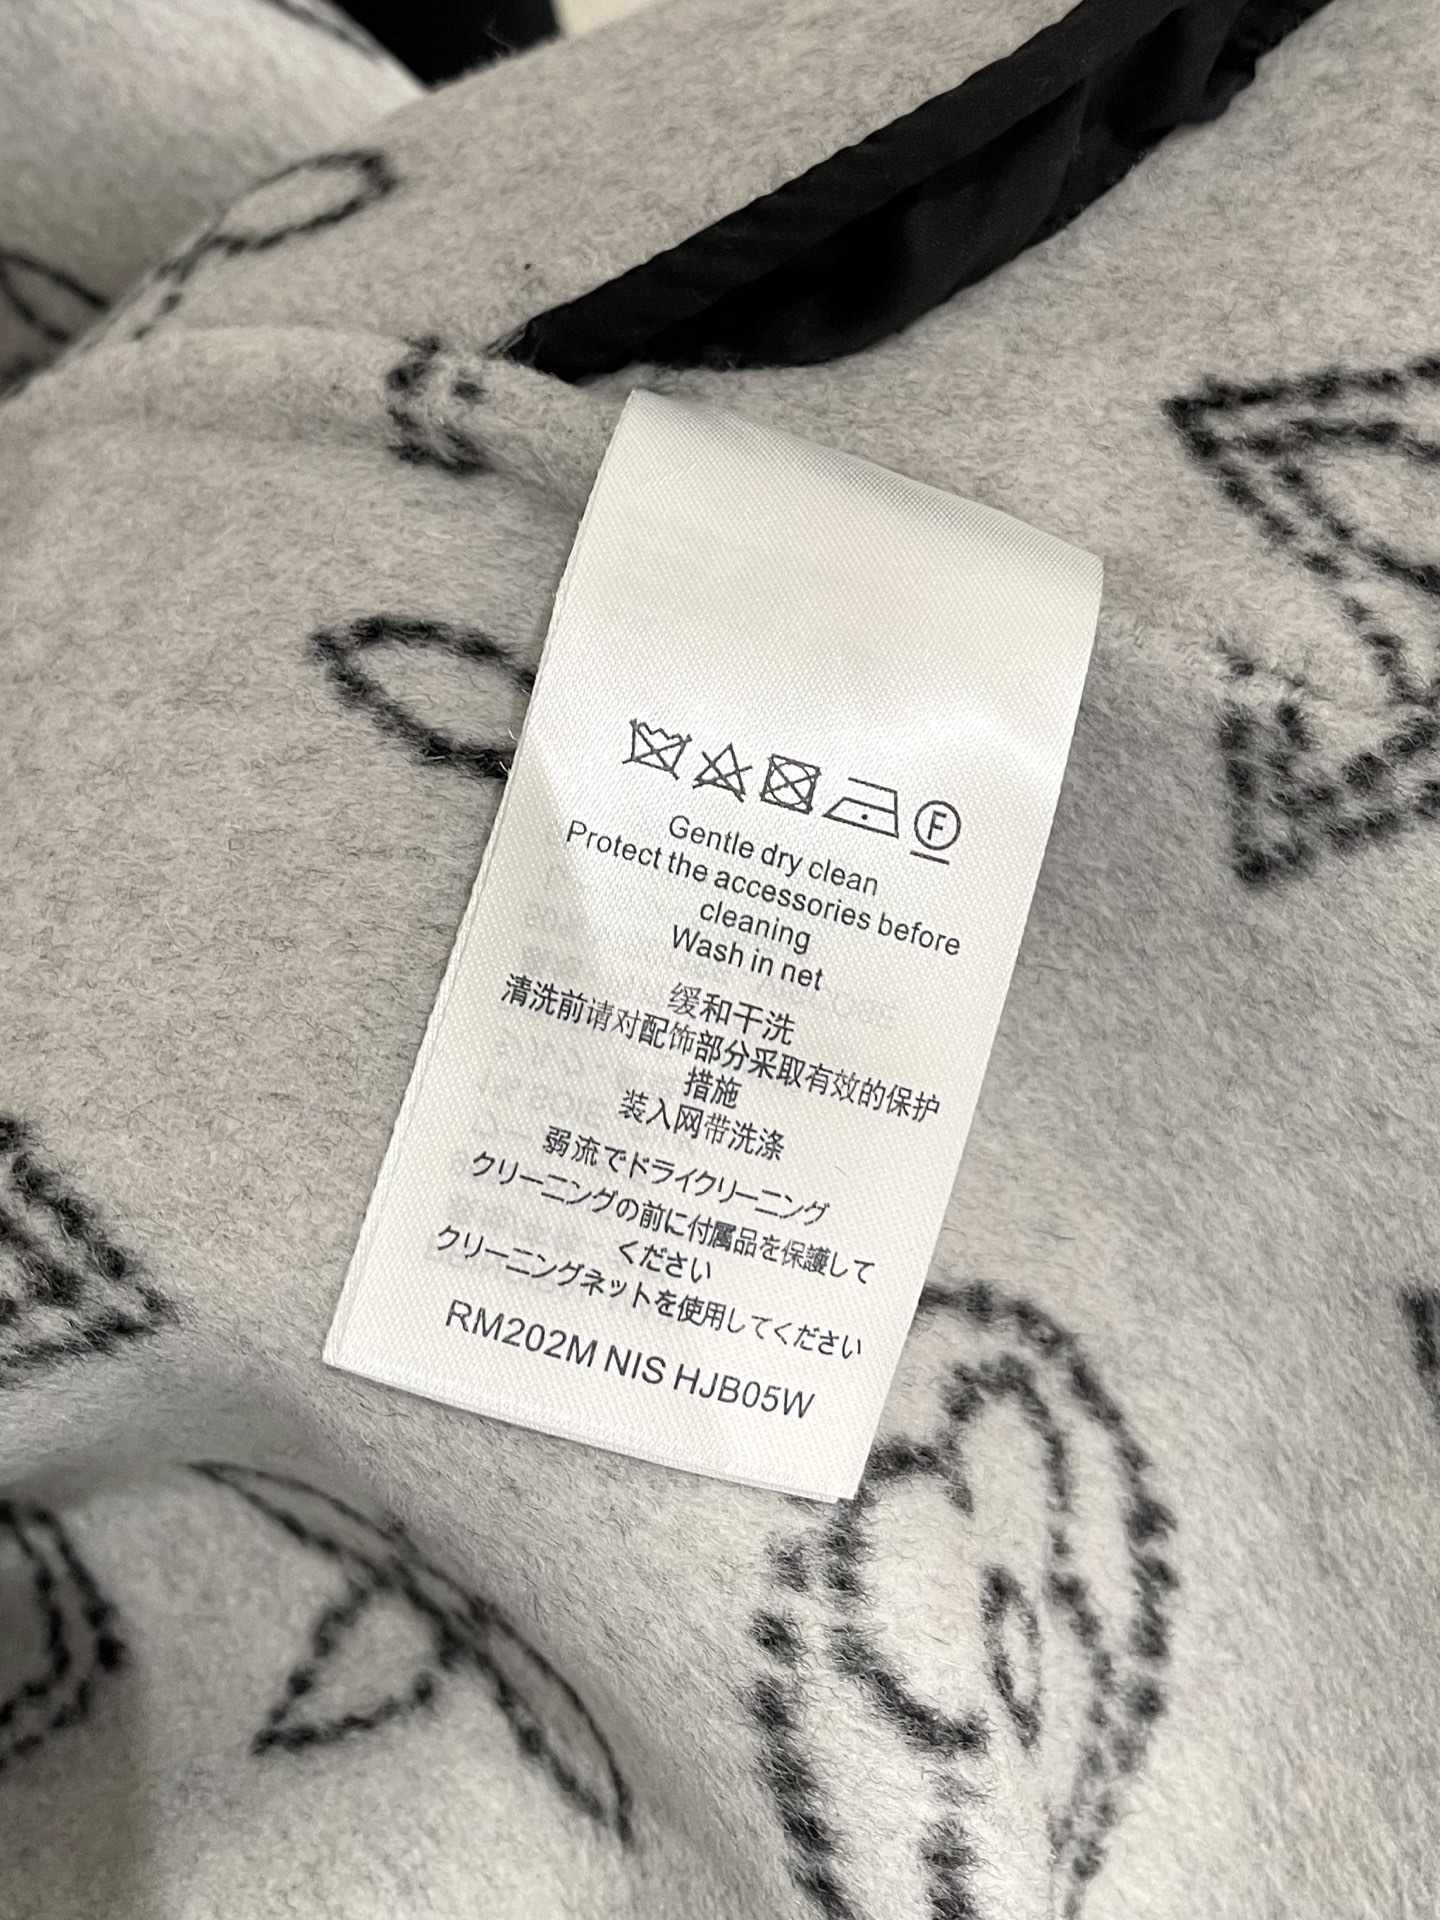 F
Gentle dry clean
Protect the accessories before
cleaning
Wash in net
缓和干洗
清洗前请对配饰部分采取有效的保护
措施
装入网带洗涤
弱流でドライクリーニング
クリーニングの前に付属品を保護して
ください
クリーニングネットを使用してください
RM202M NIS HJB05W